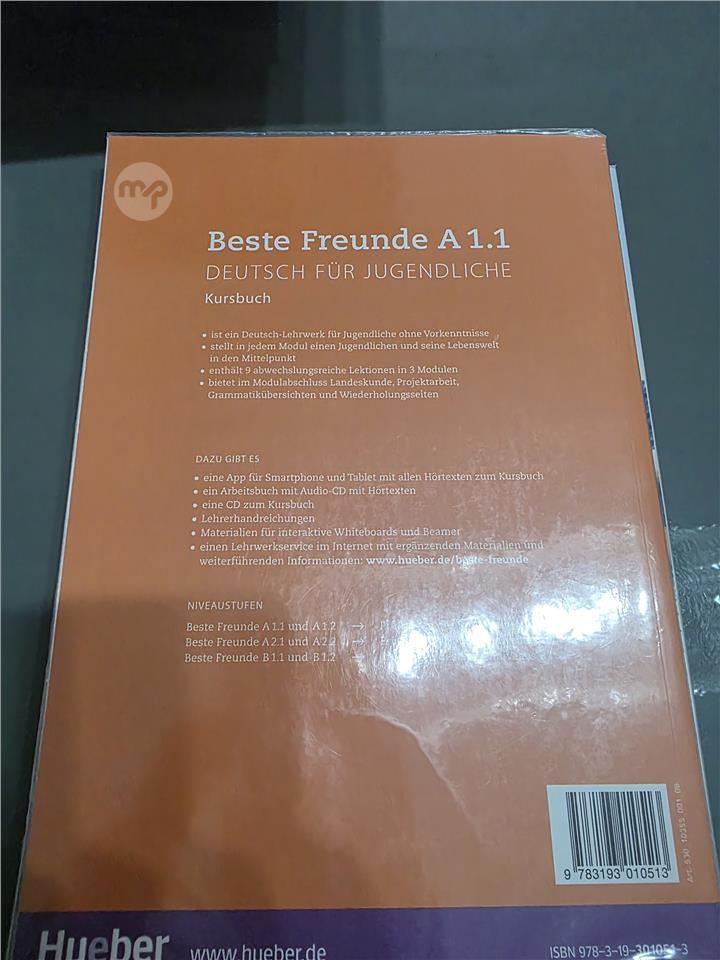 mp
Beste Freunde A 1.1
DEUTSCH FÜR JUGENDLICHE
Kursbuch
• ist ein Deutsch-Lehrwerk für Jugendliche ohne Vorkenntnisse
• stellt in jedem Modul einen Jugendlichen und seine Lebenswelt
in den Mittelpunkt
• enthält 9 abwechslungsreiche Lektionen in 3 Modulen
• bietet im Modulabschluss Landeskunde, Projektarbeit,
Grammatikübersichten und Wiederholungsseiten
DAZU GIBT ES
• eine App für Smartphone und Tablet mit allen Hörtexten zum Kursbuch
• ein Arbeitsbuch mit Audio-CD mit Hörtexten
• eine CD zum Kursbuch
• Lehrerhandreichungen
• Materialien für interaktive Whiteboards und Beamer
• einen Lehrwerkservice im Internet mit ergänzenden Materialien und
weiterführenden Informationen: www.hueber.de/beste-freunde
NIVEAUSTUFEN
Beste Freunde A 1.1 und A 1.2 →
Beste Freunde A 2.1 und A 2.2 →
Beste Freunde B 1.1 und B 1.2 →
9 783193 010513
Art. 530_10355_001_08
Hueber www.hueber.de
ISBN 978-3-19-301051-3